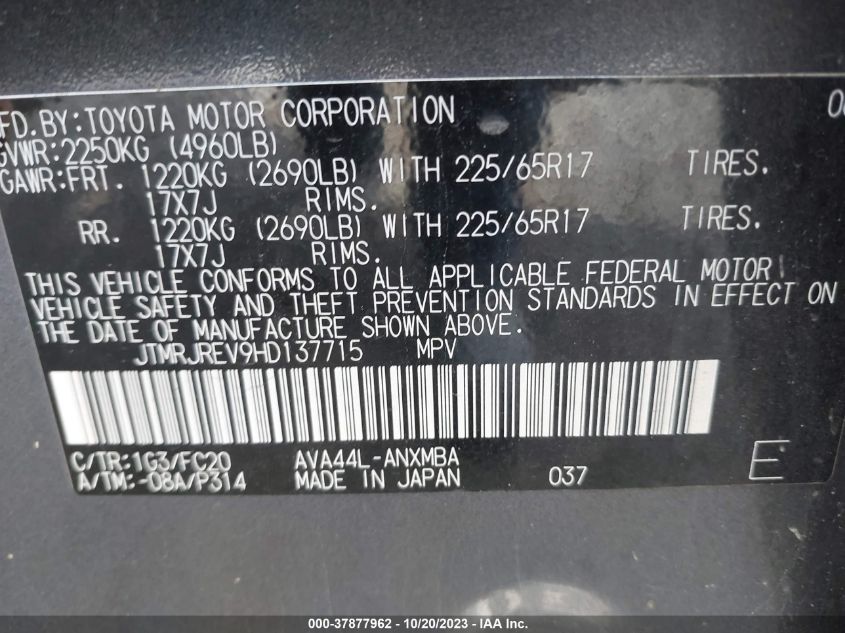 FD. BY: TOYOTA MOTOR CORPORATION 08
GVWR: 2250KG (4960LB)
GAWR: FRT. 1220KG (2690LB) WITH 225/65R17 TIRES.
17X7J RIMS.
RR. 1220KG (2690LB) WITH 225/65R17 TIRES.
17X7J RIMS.
THIS VEHICLE CONFORMS TO ALL APPLICABLE FEDERAL MOTOR
VEHICLE SAFETY AND THEFT PREVENTION STANDARDS IN EFFECT ON
THE DATE OF MANUFACTURE SHOWN ABOVE.
JTMRJREV9HD137715 MPV
C/TR: 1G3/FC20 AVA44L-ANXMBA
A/TM: -08A/P314 MADE IN JAPAN 037 E
000-37877962 - 10/20/2023 - IAA Inc.